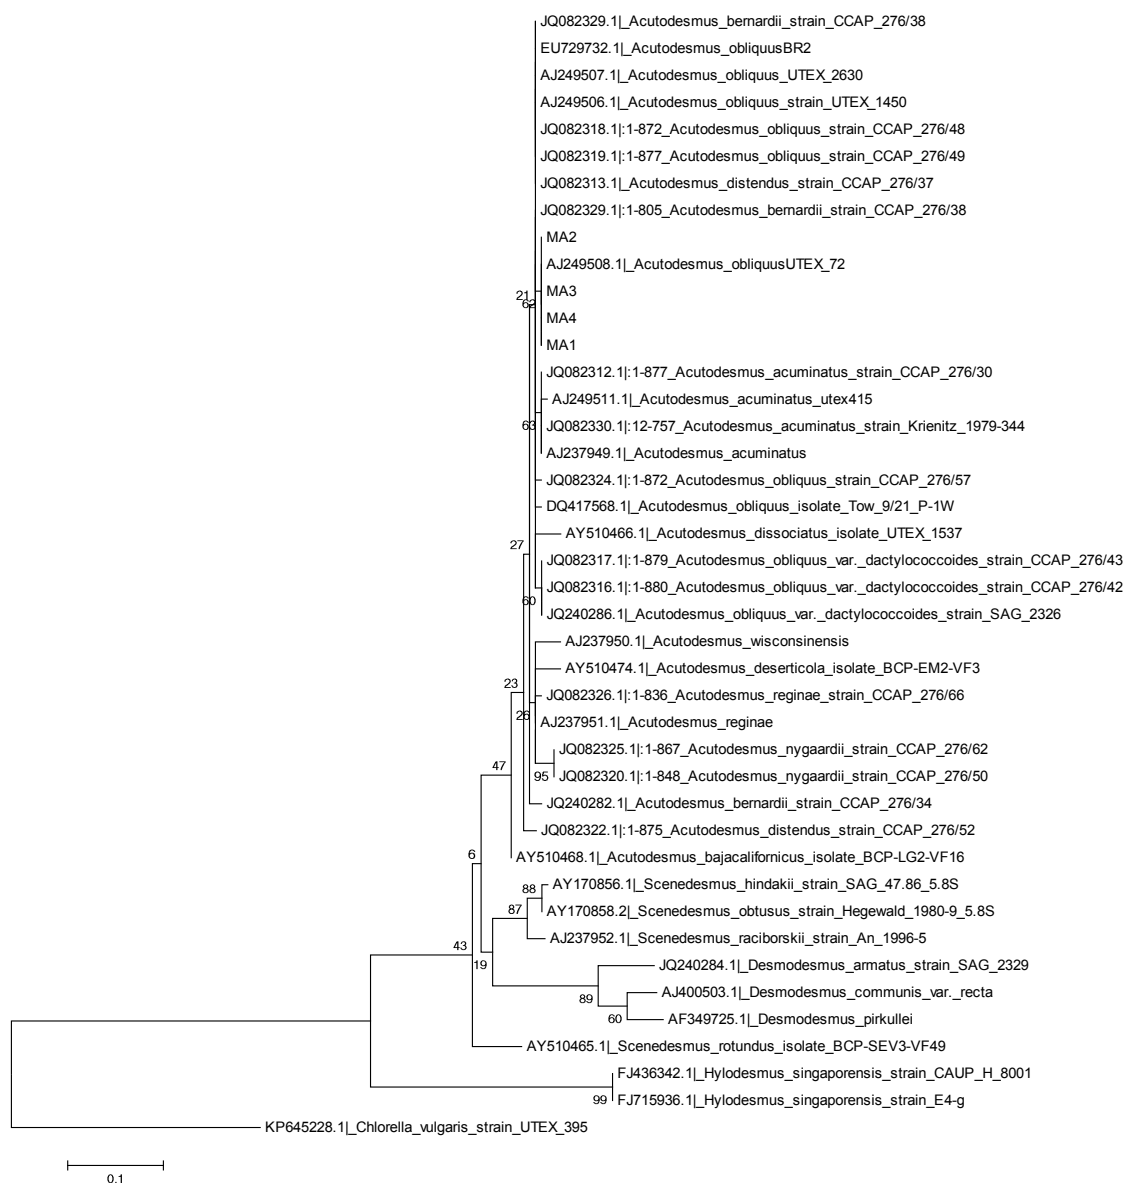 JQ082329.1|_Acutodesmus_bernardii_strain_CCAP_276/38
EU729732.1|_Acutodesmus_obliquusBR2
AJ249507.1|_Acutodesmus_obliquus_UTEX_2630
AJ249506.1|_Acutodesmus_obliquus_strain_UTEX_1450
JQ082318.1|:1-872_Acutodesmus_obliquus_strain_CCAP_276/48
JQ082319.1|:1-877_Acutodesmus_obliquus_strain_CCAP_276/49
JQ082313.1|_Acutodesmus_distendus_strain_CCAP_276/37
JQ082329.1|:1-805_Acutodesmus_bernardii_strain_CCAP_276/38
MA2
AJ249508.1|_Acutodesmus_obliquusUTEX_72
21
MA3
62
MA4
MA1
JQ082312.1|:1-877_Acutodesmus_acuminatus_strain_CCAP_276/30
AJ249511.1|_Acutodesmus_acuminatus_utex415
63
JQ082330.1|:12-757_Acutodesmus_acuminatus_strain_Krienitz_1979-344
AJ237949.1|_Acutodesmus_acuminatus
JQ082324.1|:1-872_Acutodesmus_obliquus_strain_CCAP_276/57
DQ417568.1|_Acutodesmus_obliquus_isolate_Tow_9/21_P-1W
AY510466.1|_Acutodesmus_dissociatus_isolate_UTEX_1537
27
JQ082317.1|:1-879_Acutodesmus_obliquus_var._dactylococcoides_strain_CCAP_276/43
JQ082316.1|:1-880_Acutodesmus_obliquus_var._dactylococcoides_strain_CCAP_276/42
60
JQ240286.1|_Acutodesmus_obliquus_var._dactylococcoides_strain_SAG_2326
AJ237950.1|_Acutodesmus_wisconsinensis
AY510474.1|_Acutodesmus_deserticola_isolate_BCP-EM2-VF3
23
JQ082326.1|:1-836_Acutodesmus_reginae_strain_CCAP_276/66
26
AJ237951.1|_Acutodesmus_reginae
JQ082325.1|:1-867_Acutodesmus_nygaardii_strain_CCAP_276/62
47
95
JQ082320.1|:1-848_Acutodesmus_nygaardii_strain_CCAP_276/50
JQ240282.1|_Acutodesmus_bernardii_strain_CCAP_276/34
JQ082322.1|:1-875_Acutodesmus_distendus_strain_CCAP_276/52
6
AY510468.1|_Acutodesmus_bajacalifornicus_isolate_BCP-LG2-VF16
88
AY170856.1|_Scenedesmus_hindakii_strain_SAG_47.86_5.8S
87
AY170858.2|_Scenedesmus_obtusus_strain_Hegewald_1980-9_5.8S
AJ237952.1|_Scenedesmus_raciborskii_strain_An_1996-5
43
19
JQ240284.1|_Desmodesmus_armatus_strain_SAG_2329
AJ400503.1|_Desmodesmus_communis_var._recta
89
60
AF349725.1|_Desmodesmus_pirkullei
AY510465.1|_Scenedesmus_rotundus_isolate_BCP-SEV3-VF49
FJ436342.1|_Hylodesmus_singaporensis_strain_CAUP_H_8001
99
FJ715936.1|_Hylodesmus_singaporensis_strain_E4-g
KP645228.1|_Chlorella_vulgaris_strain_UTEX_395
0.1